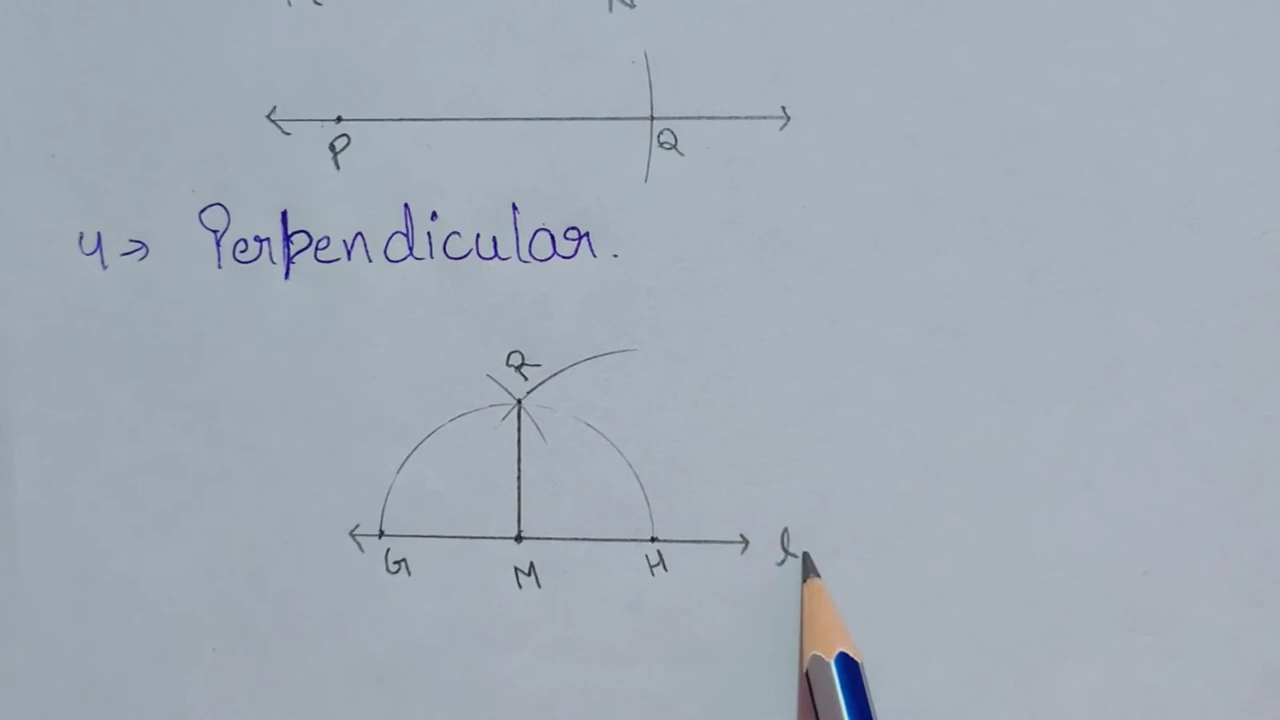 P Q
4⇒ Perpendicular.
R
G M H l